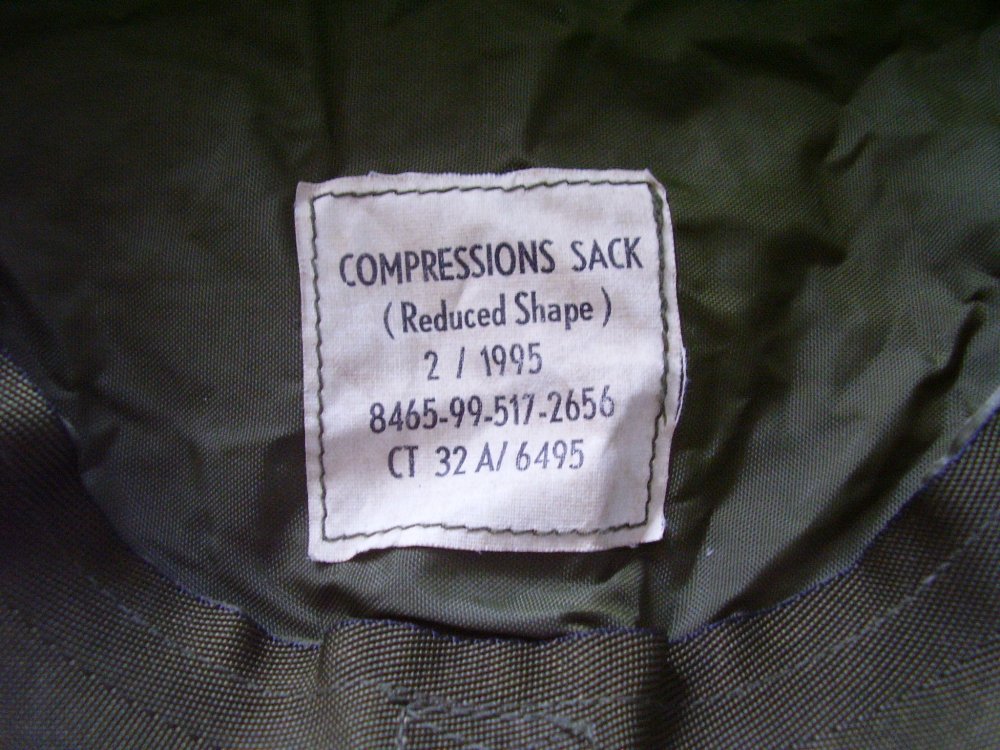 COMPRESSIONS SACK
(Reduced Shape)
2 / 1995
8465-99-517-2656
CT 32 A/ 6495